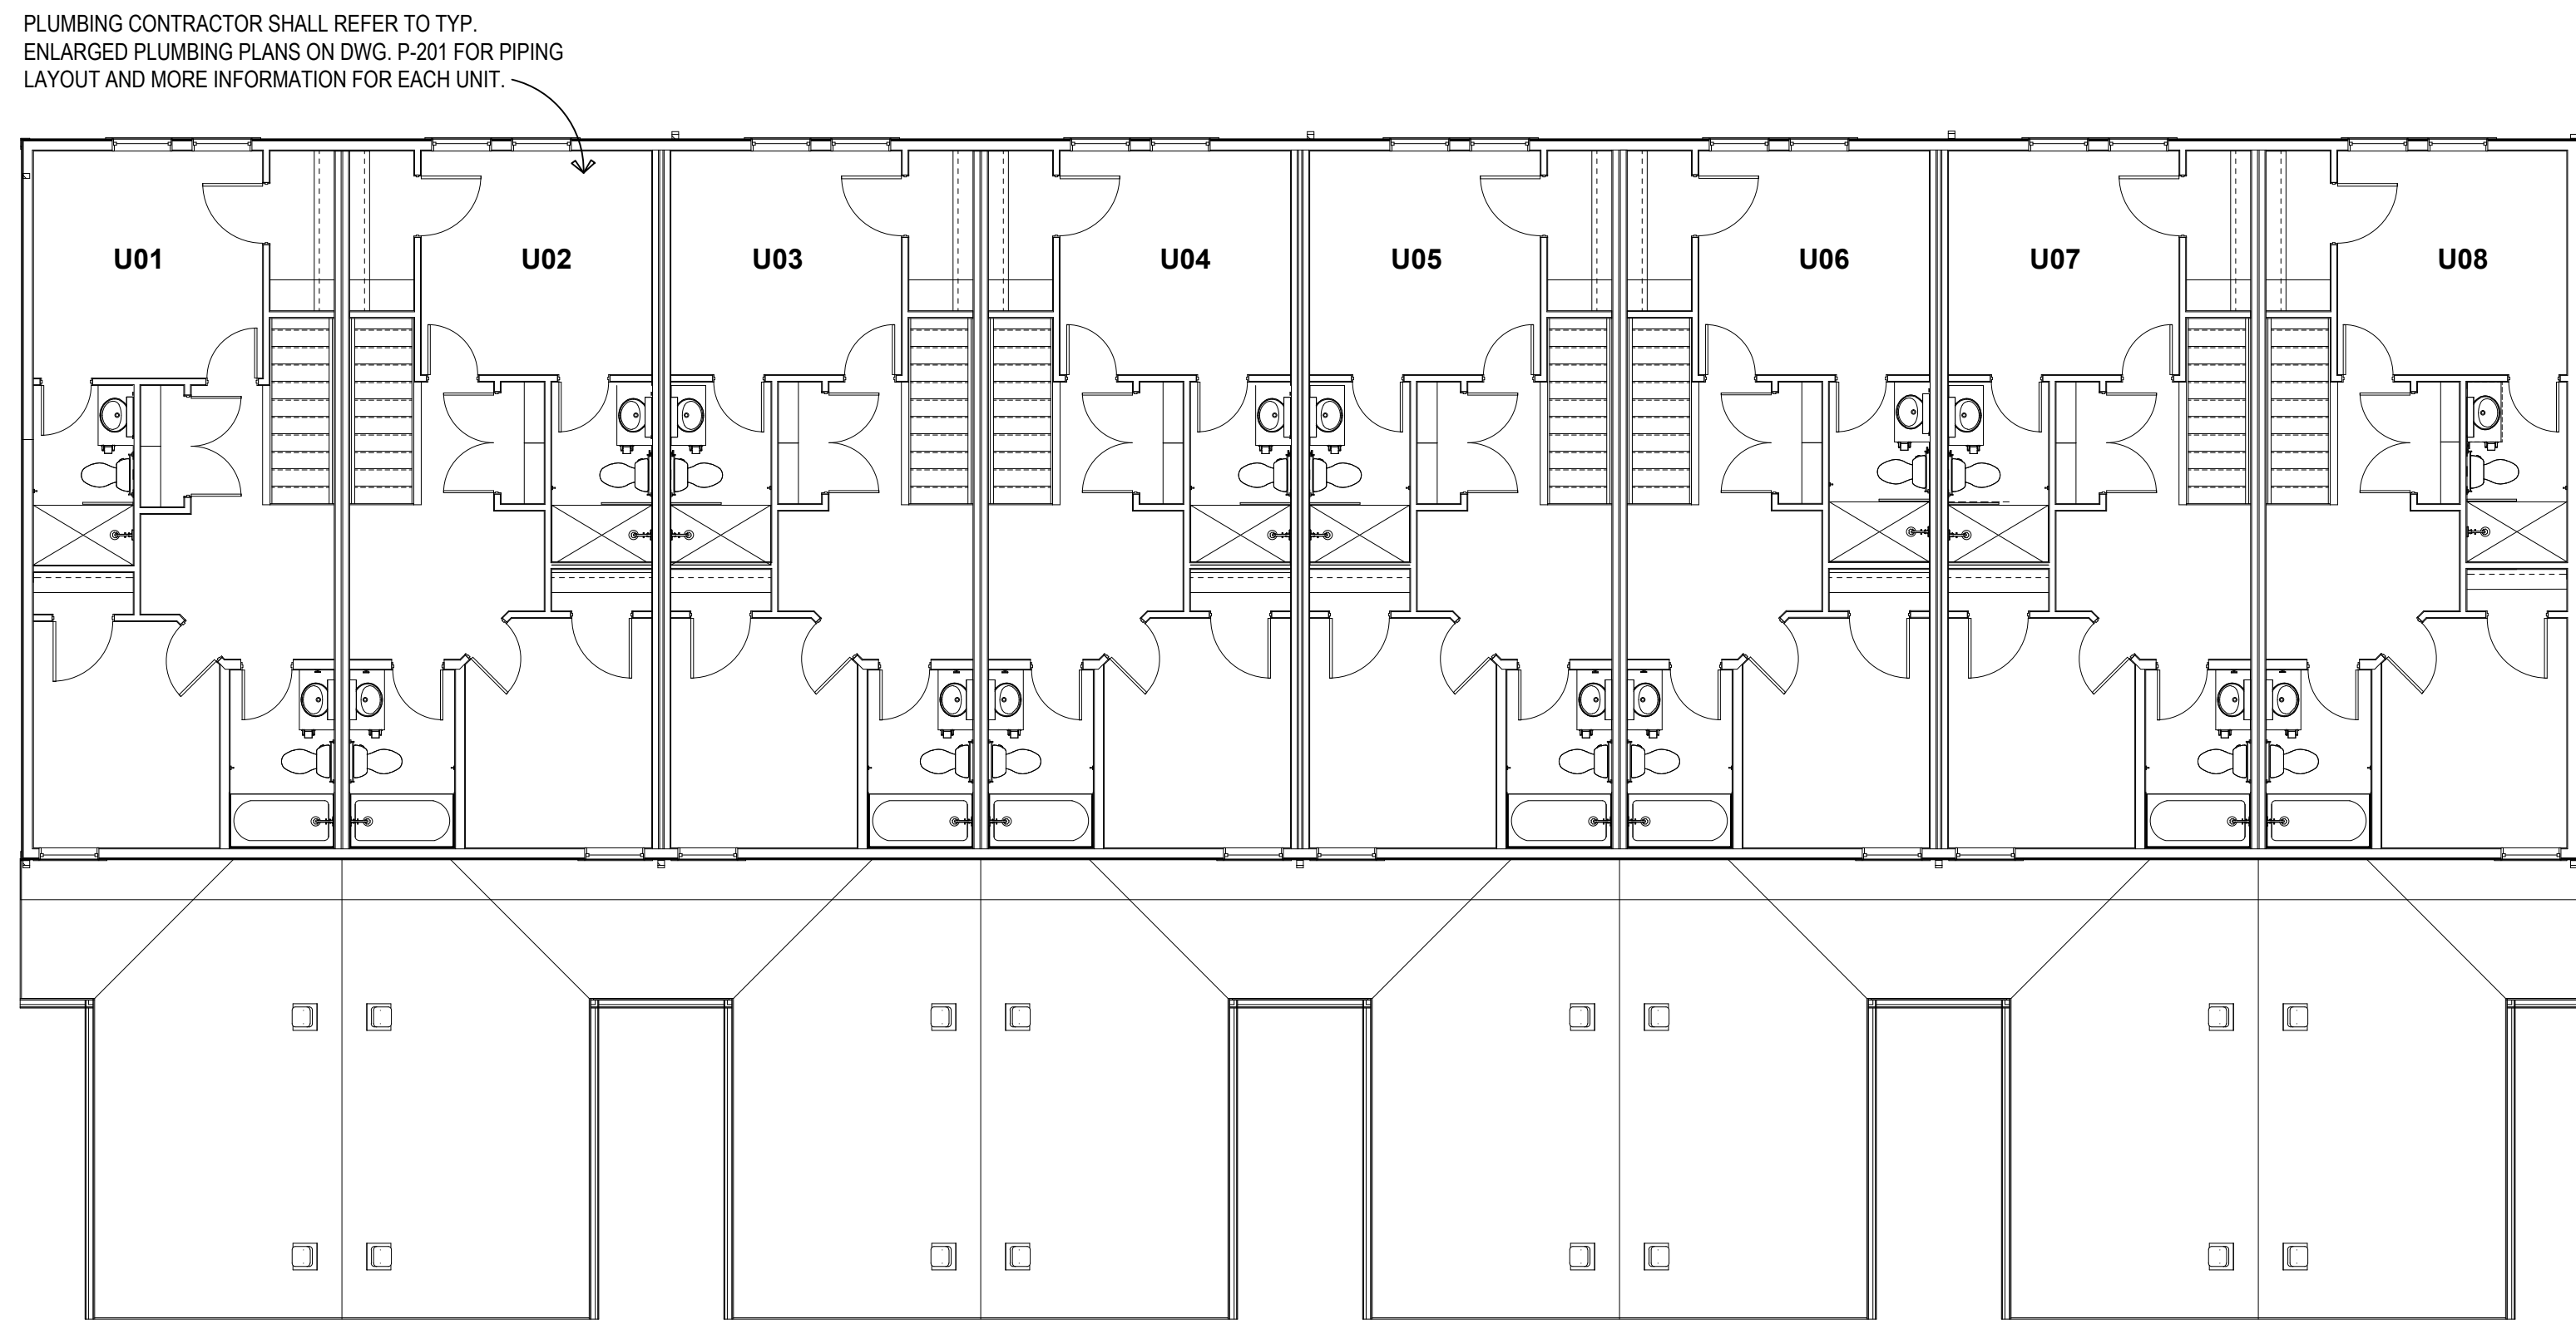 PLUMBING CONTRACTOR SHALL REFER TO TYP.
ENLARGED PLUMBING PLANS ON DWG. P-201 FOR PIPING
LAYOUT AND MORE INFORMATION FOR EACH UNIT.
U01
U02
U03
U04
U05
U06
U07
U08